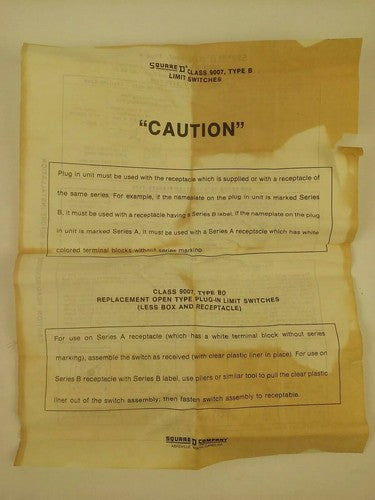 SQUARE D
CLASS 9007, TYPE B
LIMIT SWITCHES
"CAUTION"
Plug in unit must be used with the receptacle which is supplied or with a receptacle of
the same series. For example, if the nameplate on the plug in unit is marked Series
B, it must be used with a receptacle having a Series B label. If the nameplate on the plug
in unit is marked Series A, it must be used with a Series A receptacle which has white
colored terminal blocks without series marking.
CLASS 9007, TYPE BO
REPLACEMENT OPEN TYPE PLUG-IN LIMIT SWITCHES
(LESS BOX AND RECEPTACLE)
For use on Series A receptacle (which has a white terminal block without series
marking), assemble the switch as received (with clear plastic liner in place). For use on
Series B receptacle with Series B label, use pliers or similar tool to pull the clear plastic
liner out of the switch assembly; then fasten switch assembly to receptable.
SQUARE D COMPANY
ASHEVILLE, NORTH CAROLINA